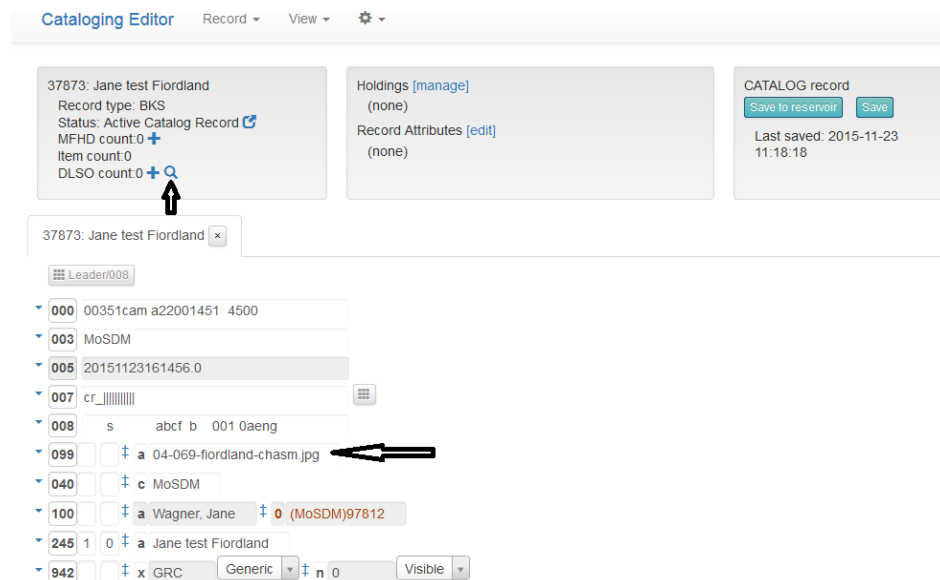 Cataloging Editor Record View
37873: Jane test Fiordland
Record type: BKS
Status: Active Catalog Record
MFHD count:0
Item count:0
DLSO count:0
Holdings [manage]
(none)
Record Attributes [edit]
(none)
CATALOG record
Save to reservoir Save
Last saved: 2015-11-23
11:18:18
37873: Jane test Fiordland ×
Leader/008
000 00351cam a22001451 4500
003 MoSDM
005 20151123161456.0
007 cr_|||||||||||
008 s abcf b 001 0aeng
099 ‡ a 04-069-fiordland-chasm.jpg
040 ‡ c MoSDM
100 ‡ a Wagner, Jane ‡ 0 (MoSDM)97812
245 1 0 ‡ a Jane test Fiordland
942 ‡ x GRC Generic ‡ n 0 Visible